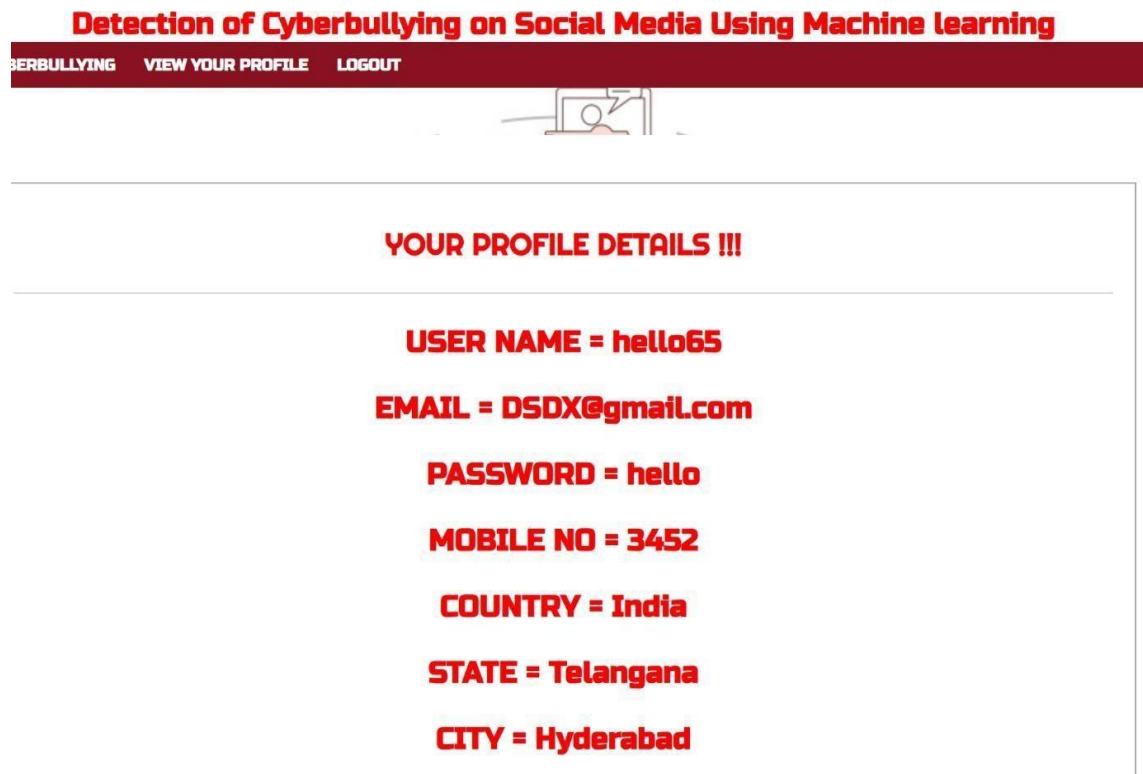 Detection of Cyberbullying on Social Media Using Machine learning
BERBULLYING VIEW YOUR PROFILE LOGOUT
YOUR PROFILE DETAILS !!!
USER NAME = hello65
EMAIL = DSDX@gmail.com
PASSWORD = hello
MOBILE NO = 3452
COUNTRY = India
STATE = Telangana
CITY = Hyderabad